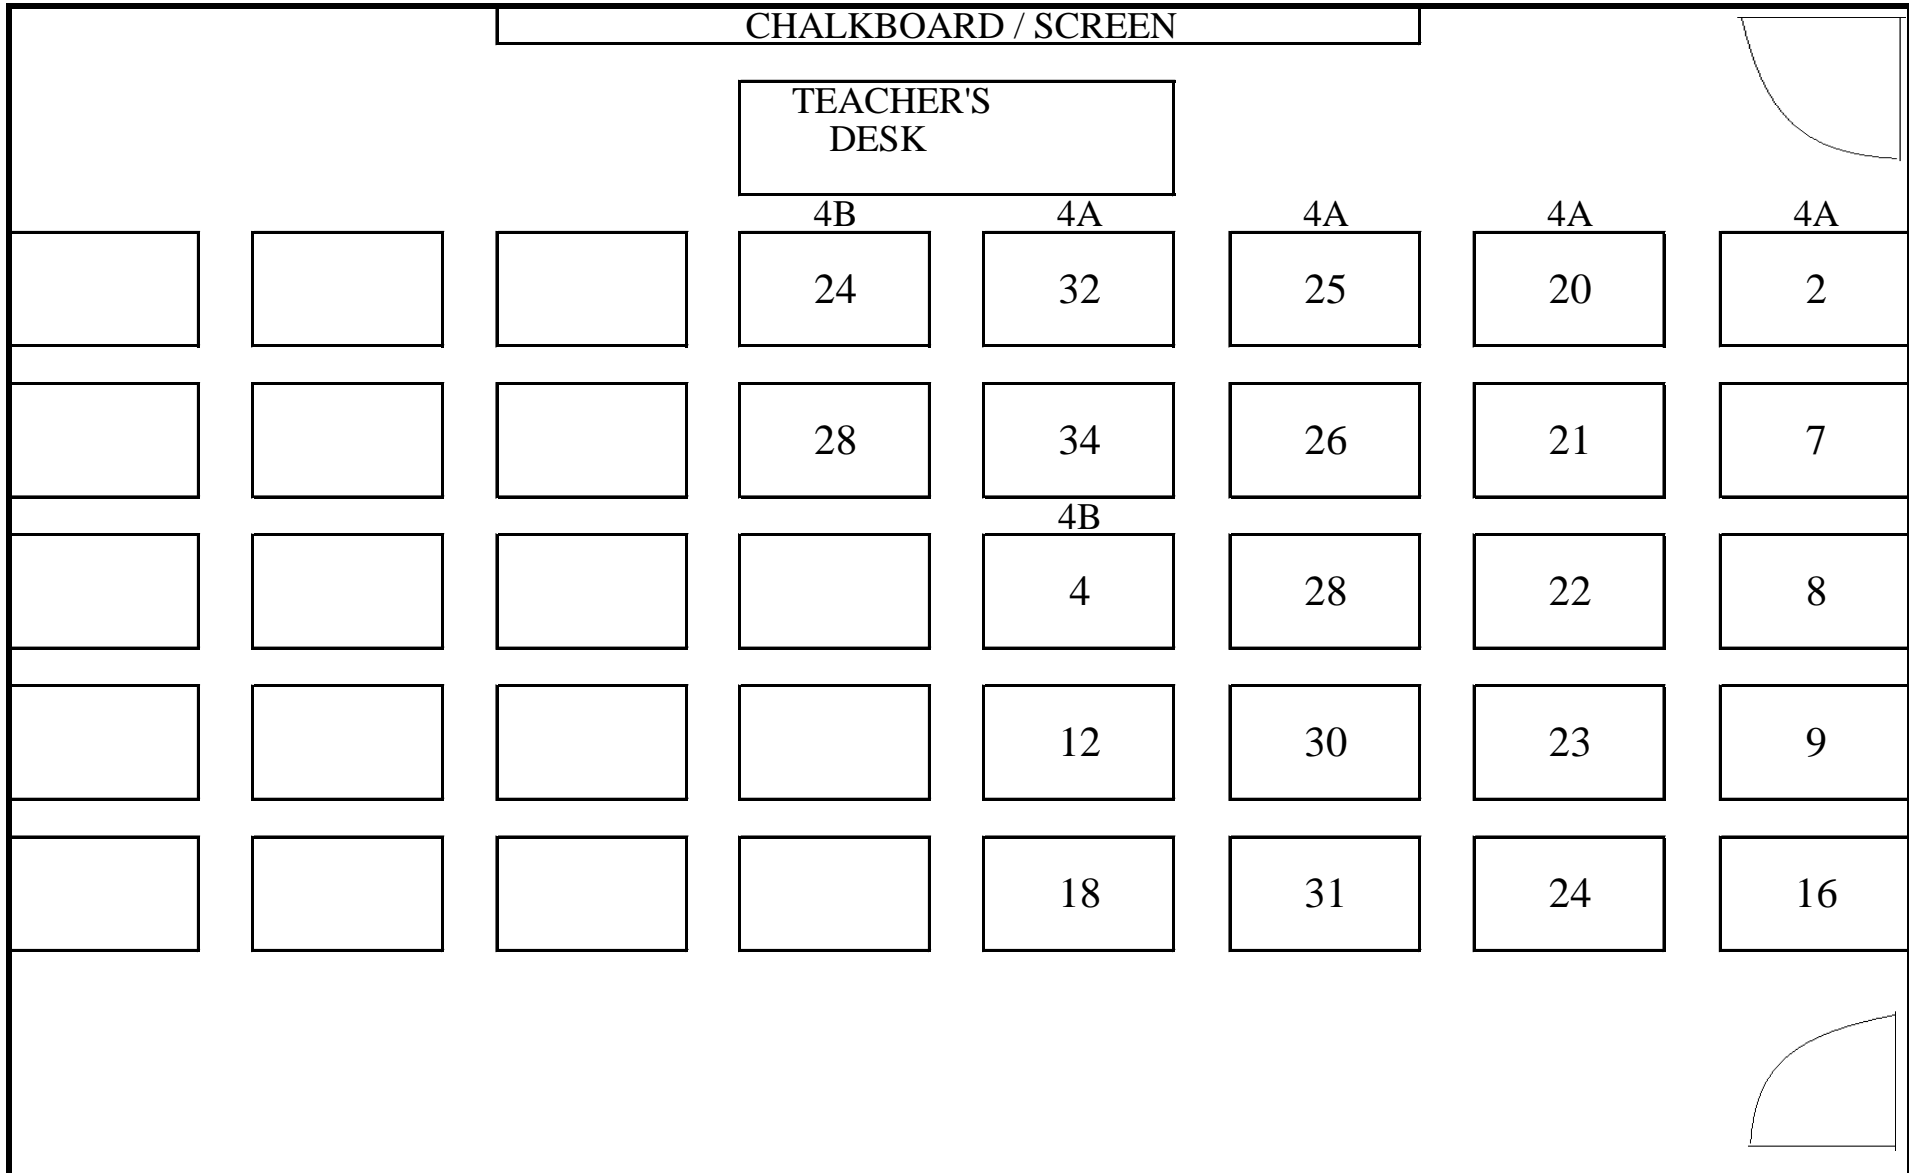 CHALKBOARD / SCREEN
TEACHER'S
DESK
4B 4A 4A 4A 4A
24 32 25 20 2
28 34 26 21 7
4B
4 28 22 8
12 30 23 9
18 31 24 16